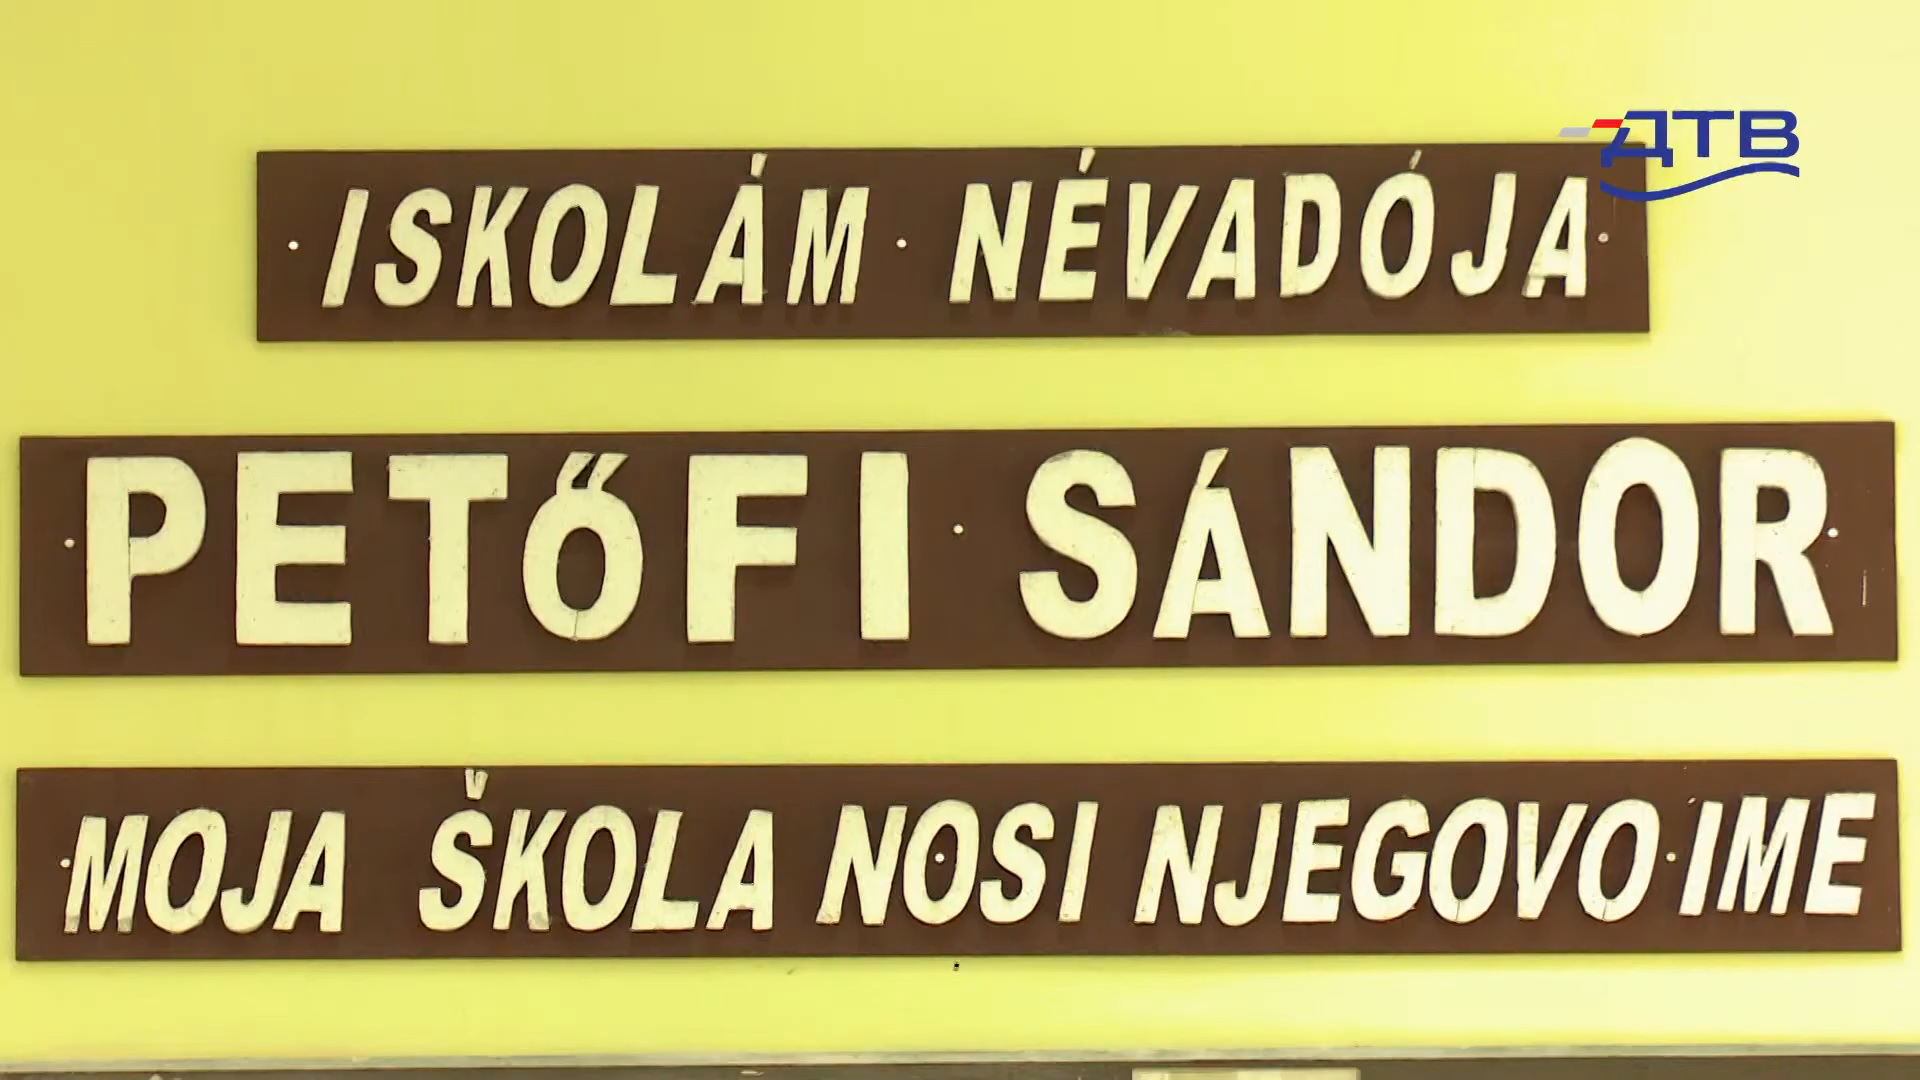 ДТВ
ISKOLÁM NÉVADÓJA
PETŐFI SÁNDOR
MOJA ŠKOLA NOSI NJEGOVO IME